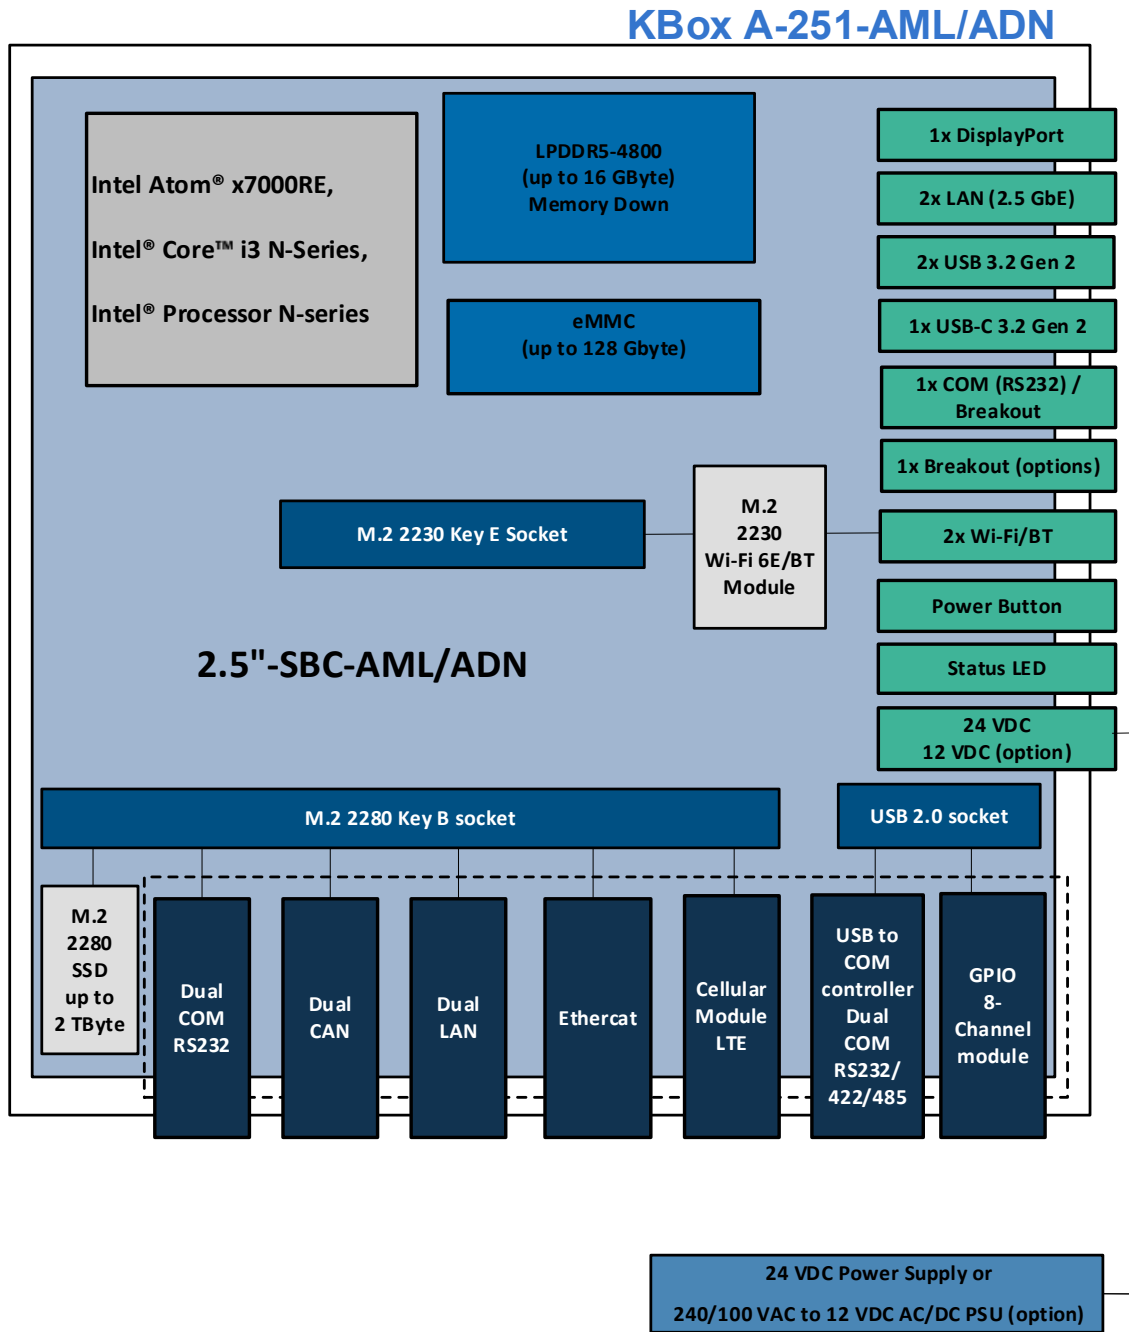 KBox A-251-AML/ADN
Intel Atom® x7000RE,
Intel® Core™ i3 N-Series,
Intel® Processor N-series
LPDDR5-4800
(up to 16 GByte)
Memory Down
eMMC
(up to 128 Gbyte)
1x DisplayPort
2x LAN (2.5 GbE)
2x USB 3.2 Gen 2
1x USB-C 3.2 Gen 2
1x COM (RS232) /
Breakout
1x Breakout (options)
2x Wi-Fi/BT
Power Button
Status LED
24 VDC
12 VDC (option)
M.2 2230 Key E Socket
M.2
2230
Wi-Fi 6E/BT
Module
2.5"-SBC-AML/ADN
M.2 2280 Key B socket
USB 2.0 socket
M.2
2280
SSD
up to
2 TByte
Dual
COM
RS232
Dual
CAN
Dual
LAN
Ethercat
Cellular
Module
LTE
USB to
COM
controller
Dual
COM
RS232/
422/485
GPIO
8-
Channel
module
24 VDC Power Supply or
240/100 VAC to 12 VDC AC/DC PSU (option)